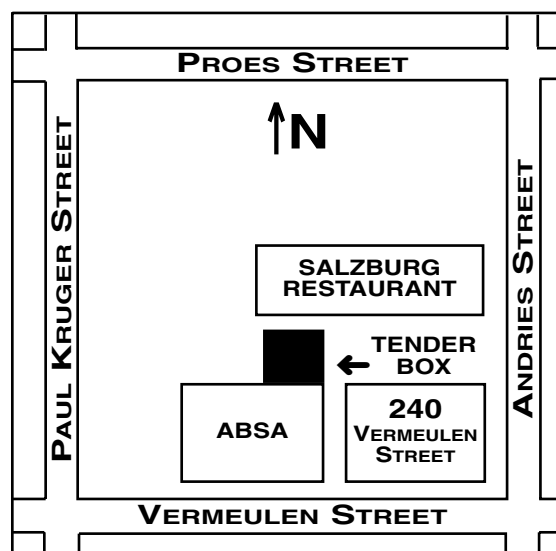 PROES STREET
N
PAUL KRUGER STREET
ANDRIES STREET
SALZBURG
RESTAURANT
TENDER
BOX
ABSA
240
VERMEULEN
STREET
VERMEULEN STREET